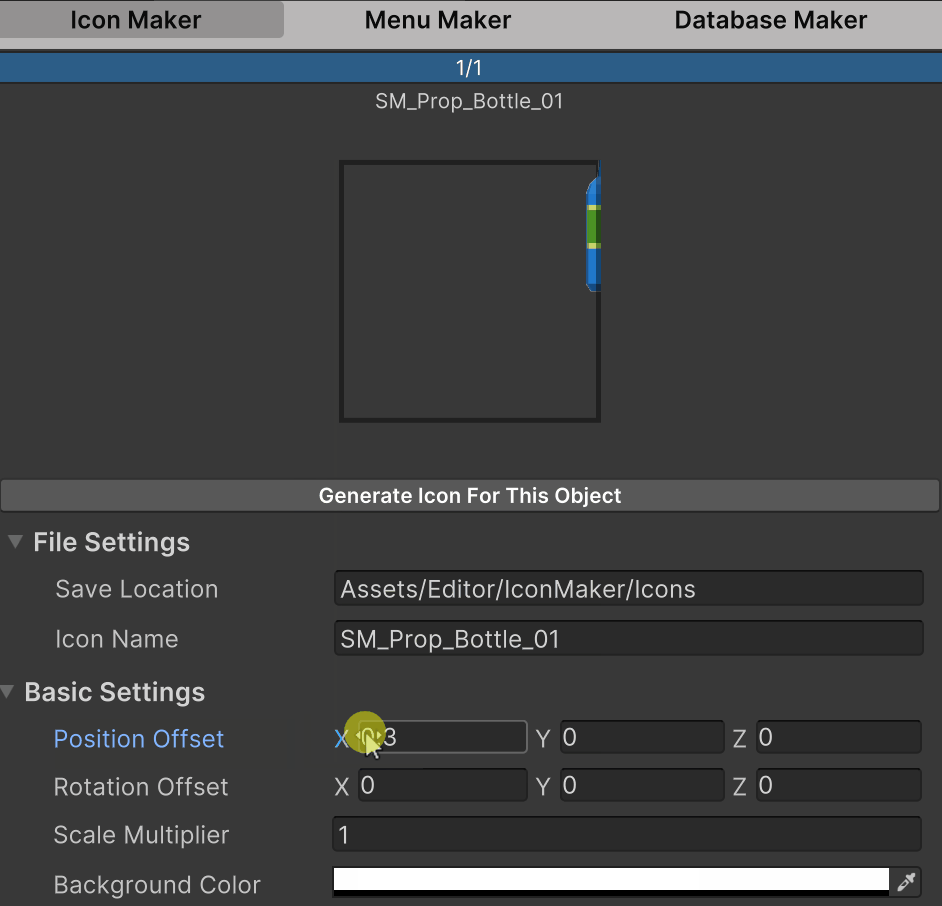 Icon Maker Menu Maker Database Maker
1/1
SM_Prop_Bottle_01
Generate Icon For This Object
File Settings
Save Location Assets/Editor/IconMaker/Icons
Icon Name SM_Prop_Bottle_01
Basic Settings
Position Offset X 0.3 Y 0 Z 0
Rotation Offset X 0 Y 0 Z 0
Scale Multiplier 1
Background Color